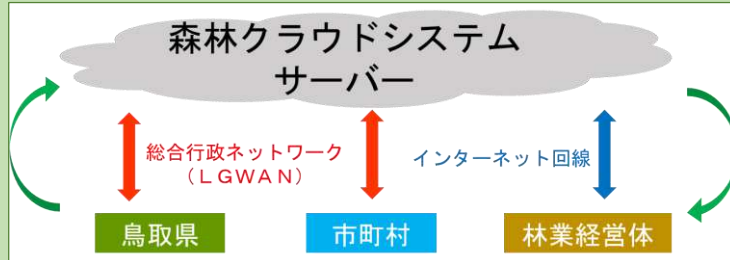 森林クラウドシステム
サーバー
総合行政ネットワーク
（ＬＧＷＡＮ）
インターネット回線
鳥取県
市町村
林業経営体